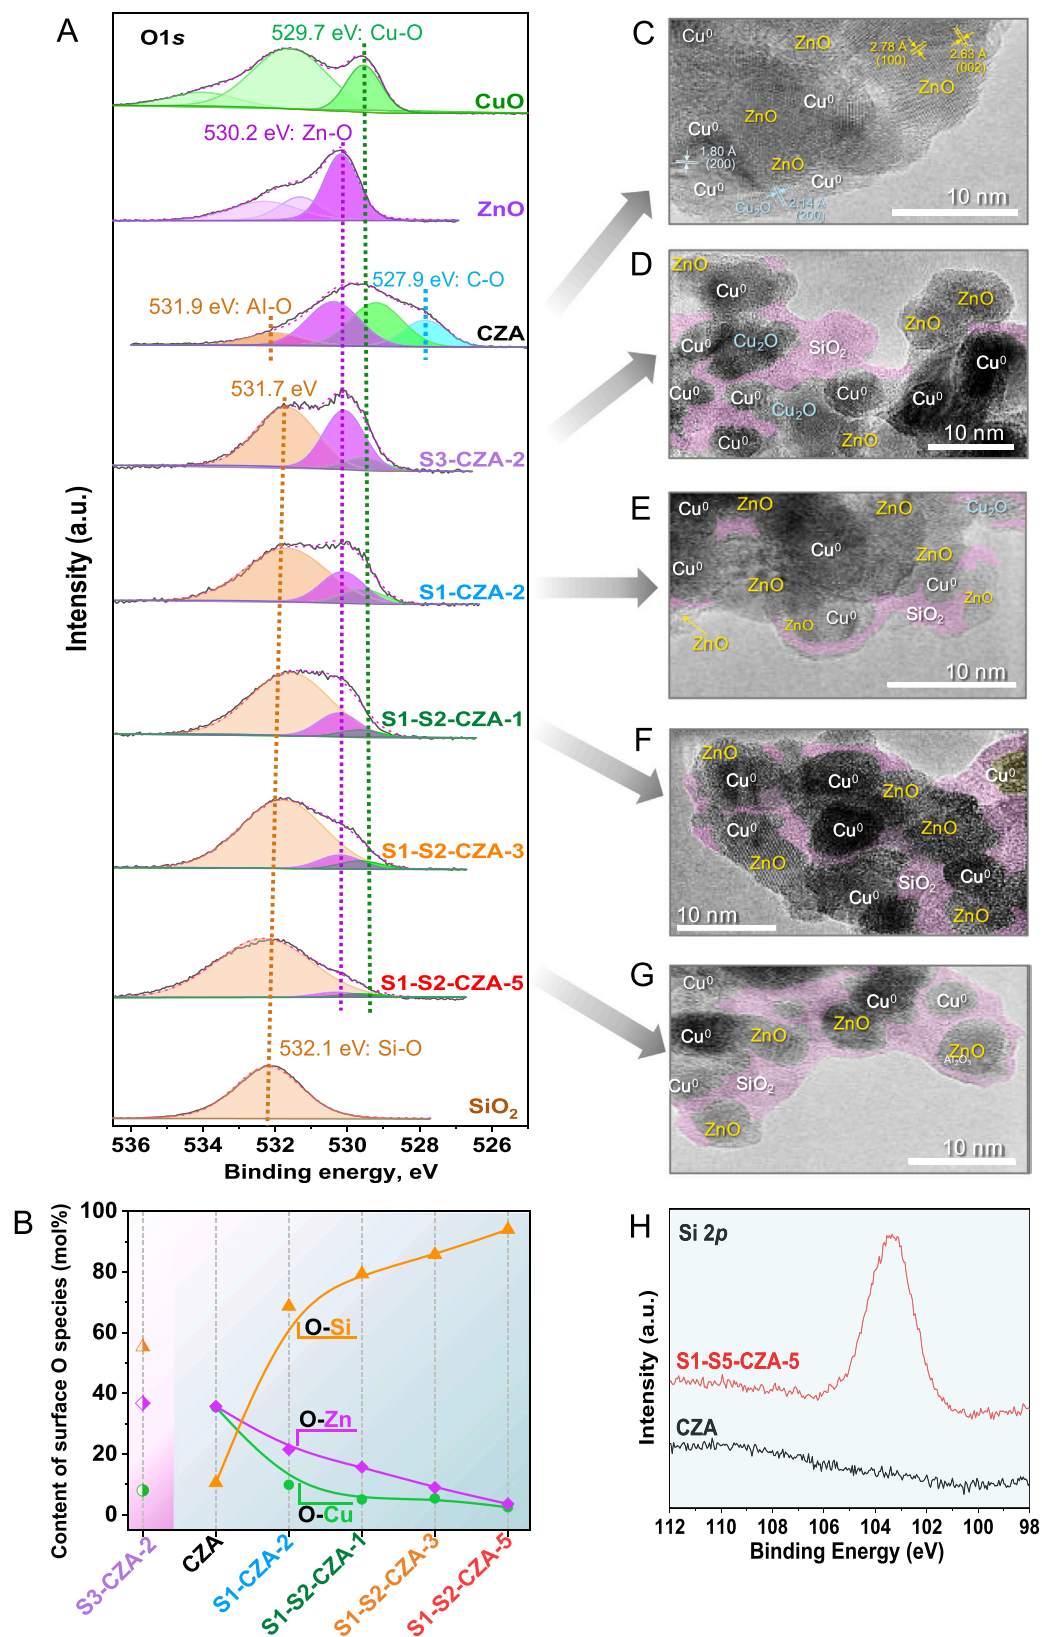 A
O1s
529.7 eV: Cu-O
CuO
530.2 eV: Zn-O
ZnO
527.9 eV: C-O
531.9 eV: Al-O
CZA
531.7 eV
S3-CZA-2
S1-CZA-2
S1-S2-CZA-1
S1-S2-CZA-3
S1-S2-CZA-5
532.1 eV: Si-O
SiO2
Intensity (a.u.)
536 534 532 530 528 526
Binding energy, eV
B
Content of surface O species (mol%)
100
80
60
40
20
0
O-Si
O-Zn
O-Cu
S3-CZA-2
CZA
S1-CZA-2
S1-S2-CZA-1
S1-S2-CZA-3
S1-S2-CZA-5
C
Cu⁰
ZnO
2.78 Å
(100)
2.63 Å
(002)
ZnO
Cu⁰
ZnO
Cu⁰
1.80 Å
(200)
ZnO
Cu⁰
Cu⁰
Cu2O
2.14 Å
(200)
10 nm
D
ZnO
Cu⁰
ZnO
ZnO
Cu⁰
Cu2O
SiO2
Cu⁰
Cu⁰
Cu⁰
Cu⁰
Cu⁰
Cu2O
Cu⁰
ZnO
10 nm
E
Cu⁰
ZnO
ZnO
Cu2O
Cu⁰
ZnO
Cu⁰
ZnO
Cu⁰
ZnO
SiO2
Cu⁰
ZnO
ZnO
10 nm
F
ZnO
Cu⁰
Cu⁰
ZnO
Cu⁰
Cu⁰
Cu⁰
ZnO
ZnO
Cu⁰
SiO2
Cu⁰
ZnO
10 nm
G
Cu⁰
Cu⁰
Cu⁰
Cu⁰
ZnO
ZnO
ZnO
Al2O3
Cu⁰
SiO2
ZnO
10 nm
H
Si 2p
S1-S5-CZA-5
CZA
Intensity (a.u.)
112 110 108 106 104 102 100 98
Binding Energy (eV)